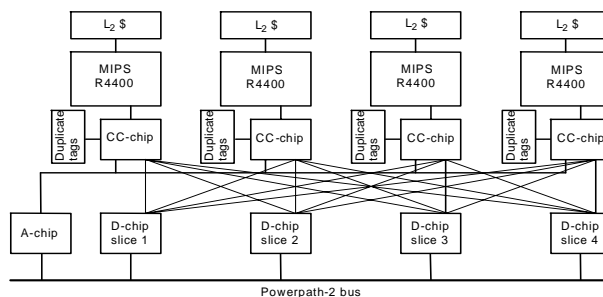 L2 $
L2 $
L2 $
L2 $
MIPS
R4400
MIPS
R4400
MIPS
R4400
MIPS
R4400
Duplicate
tags
CC-chip
Duplicate
tags
CC-chip
Duplicate
tags
CC-chip
Duplicate
tags
CC-chip
A-chip
D-chip
slice 1
D-chip
slice 2
D-chip
slice 3
D-chip
slice 4
Powerpath-2 bus